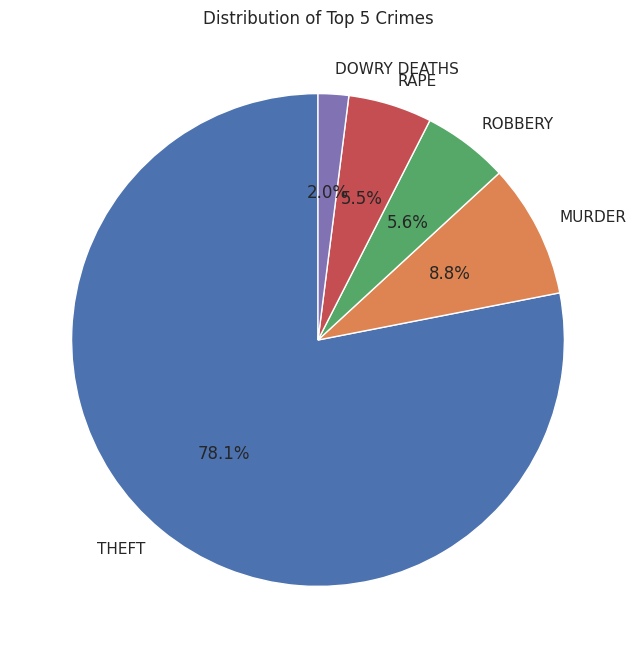 Distribution of Top 5 Crimes
DOWRY DEATHS
RAPE
ROBBERY
MURDER
2.0%
5.5%
5.6%
8.8%
78.1%
THEFT